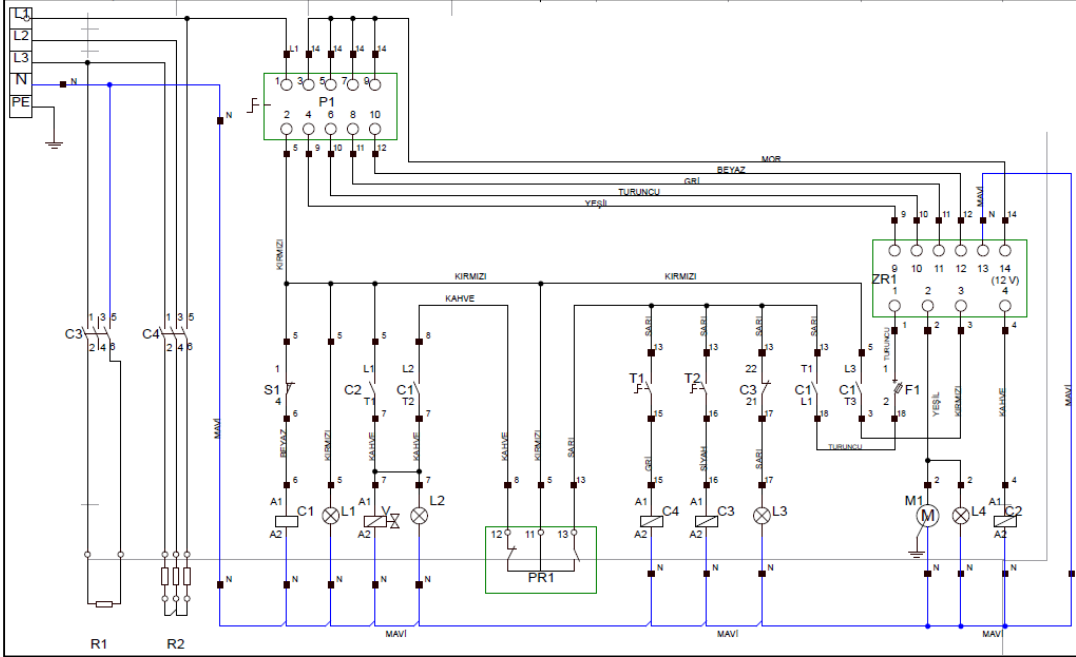 L1
L2
L3
N
PE
N
N
L1 14 14 14 14
1 3 5 7 9
P1
2 4 6 8 10
5 9 10 11 12
MOR
BEYAZ
GRİ
TURUNCU
YEŞİL
MAVİ
9 10 11 12 N 14
9 10 11 12 13 14
ZR1 (12 V)
1 2 3 4
1 2 3 4
KIRMIZI
KIRMIZI KIRMIZI
KAHVE
SARI SARI SARI SARI
TURUNCU YEŞİL KIRMIZI KAHVE
MAVİ
MAVİ
1 3 5
C3
2 4 6
1 3 5
C4
2 4 6
5 5 8 13 13 13 13 5
1
S1
4
L1
C2
T1
L2
C1
T2
T1
T2
22
C3
21
T1
C1
L1
L3
C1
T3
1
F1
2
6 7 7 15 16 17 18 3 18
BEYAZ KIRMIZI KAHVE KAHVE KAHVE KIRMIZI SARI GRİ SİYAH SARI TURUNCU
6 5 7 7 8 5 13 15 16 17 2 2 4
A1
C1
A2
L1
A1
V
A2
L2
12 11 13
PR1
A1
C4
A2
A1
C3
A2
L3
M1
M
L4
A1
C2
A2
N N N N N N N N N N
MAVİ MAVİ MAVİ
R1 R2